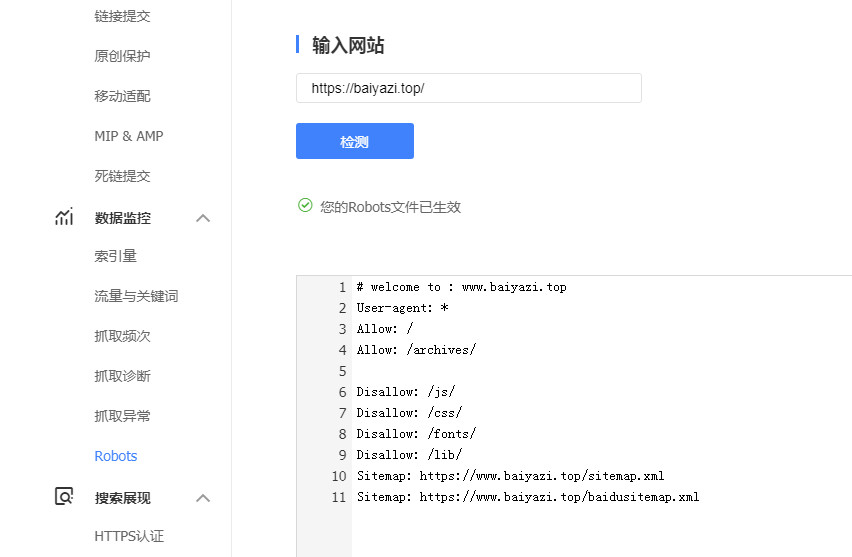 链接提交
原创保护
移动适配
MIP & AMP
死链提交
数据监控
索引量
流量与关键词
抓取频次
抓取诊断
抓取异常
Robots
搜索展现
HTTPS认证
输入网站
https://baiyazi.top/
检测
您的Robots文件已生效
1 # welcome to : www.baiyazi.top
2 User-agent: *
3 Allow: /
4 Allow: /archives/
5
6 Disallow: /js/
7 Disallow: /css/
8 Disallow: /fonts/
9 Disallow: /lib/
10 Sitemap: https://www.baiyazi.top/sitemap.xml
11 Sitemap: https://www.baiyazi.top/baidusitemap.xml